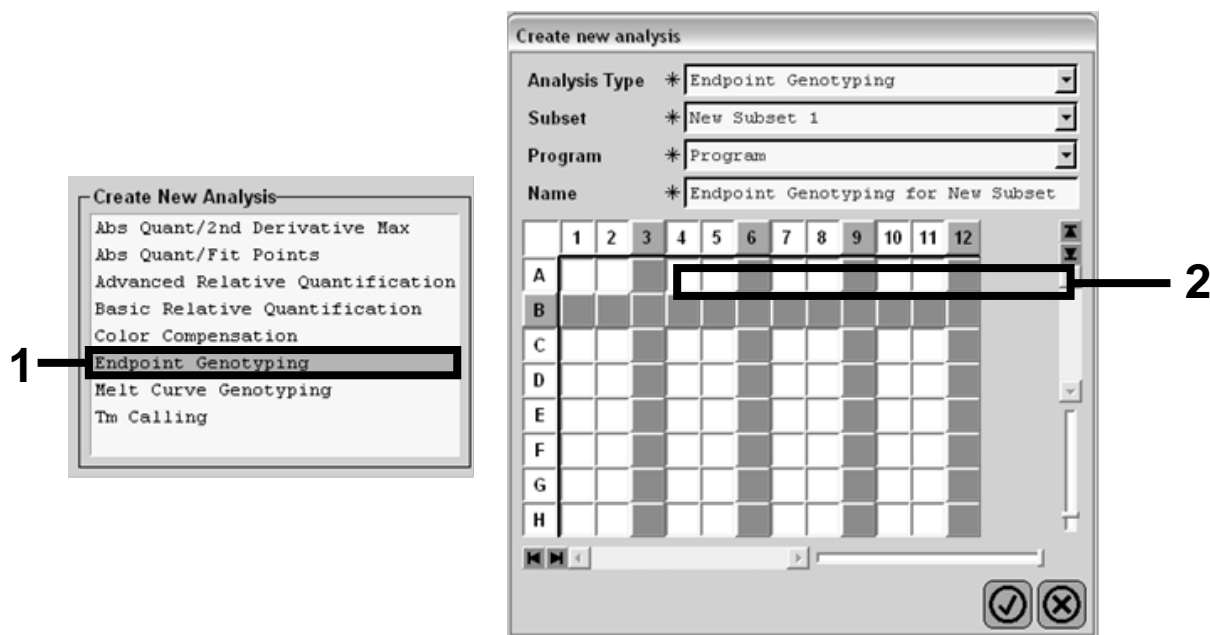 Create New Analysis
Abs Quant/2nd Derivative Max
Abs Quant/Fit Points
Advanced Relative Quantification
Basic Relative Quantification
Color Compensation
1
Endpoint Genotyping
Melt Curve Genotyping
Tm Calling
Create new analysis
Analysis Type * Endpoint Genotyping
Subset * New Subset 1
Program * Program
Name * Endpoint Genotyping for New Subset
1 2 3 4 5 6 7 8 9 10 11 12
A
B
C
D
E
F
G
H
2